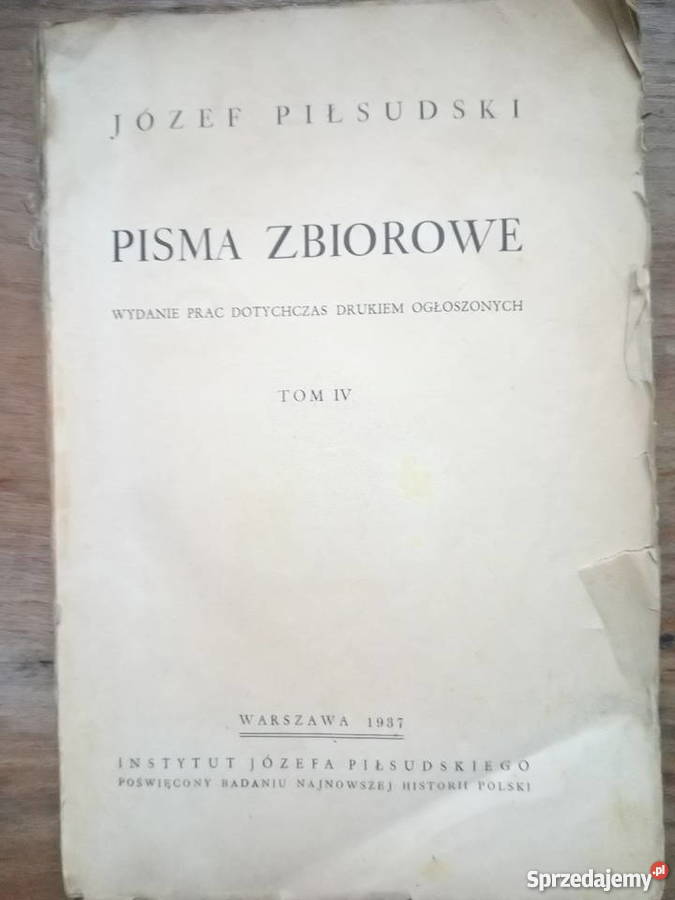 JÓZEF PIŁSUDSKI
PISMA ZBIOROWE
WYDANIE PRAC DOTYCHCZAS DRUKIEM OGŁOSZONYCH
TOM IV
WARSZAWA 1937
INSTYTUT JÓZEFA PIŁSUDSKIEGO
POŚWIĘCONY BADANIU NAJNOWSZEJ HISTORII POLSKI
Sprzedajemy.pl